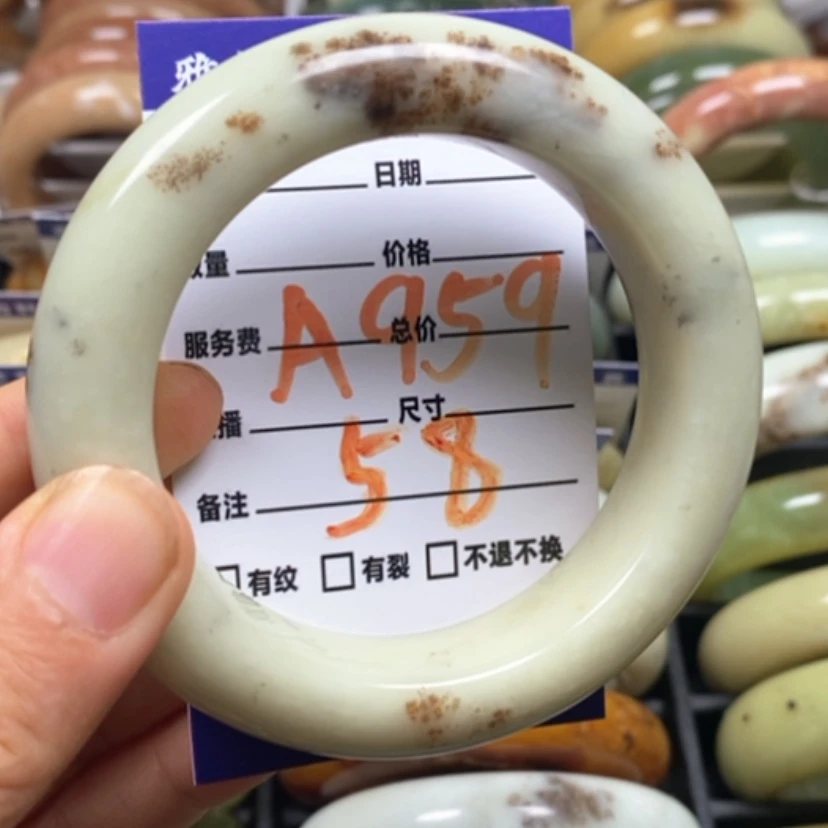 雅
日期
量 价格
A959
服务费 总价
播 尺寸
58
备注
有纹 有裂 不退不换